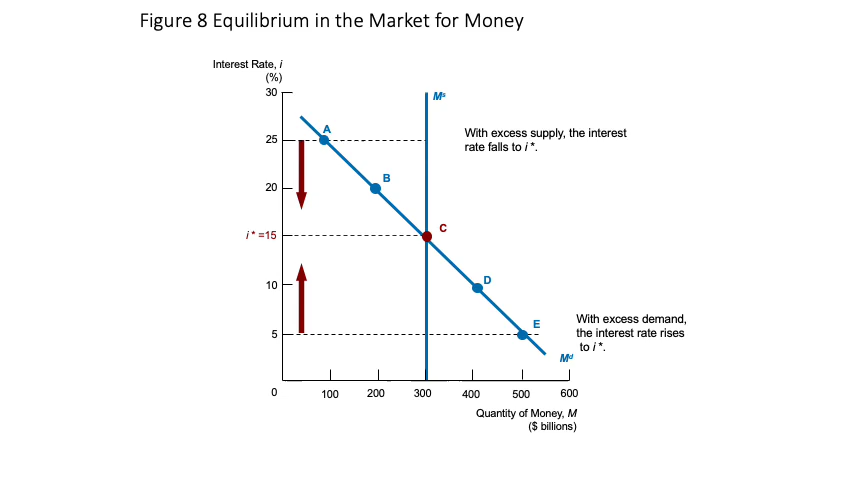 Figure 8 Equilibrium in the Market for Money
Interest Rate, i
(%)
30
Mˢ
A
With excess supply, the interest
rate falls to i *.
25
B
20
C
i * =15
D
10
E
With excess demand,
the interest rate rises
to i *.
5
Mᵈ
0
100
200
300
400
500
600
Quantity of Money, M
($ billions)